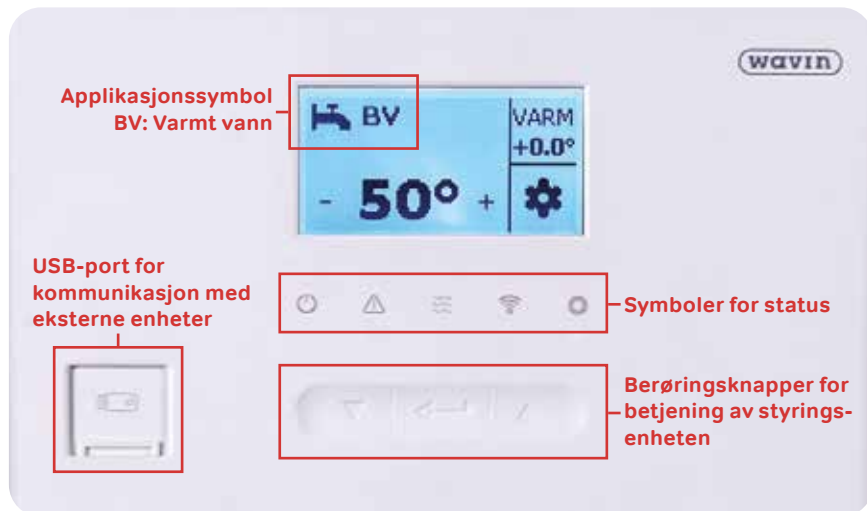 wavin
Applikasjonssymbol
BV: Varmt vann
BV
VARM
+0.0°
- 50° +
USB-port for
kommunikasjon med
eksterne enheter
Symboler for status
Berøringsknapper for
betjening av styrings-
enheten